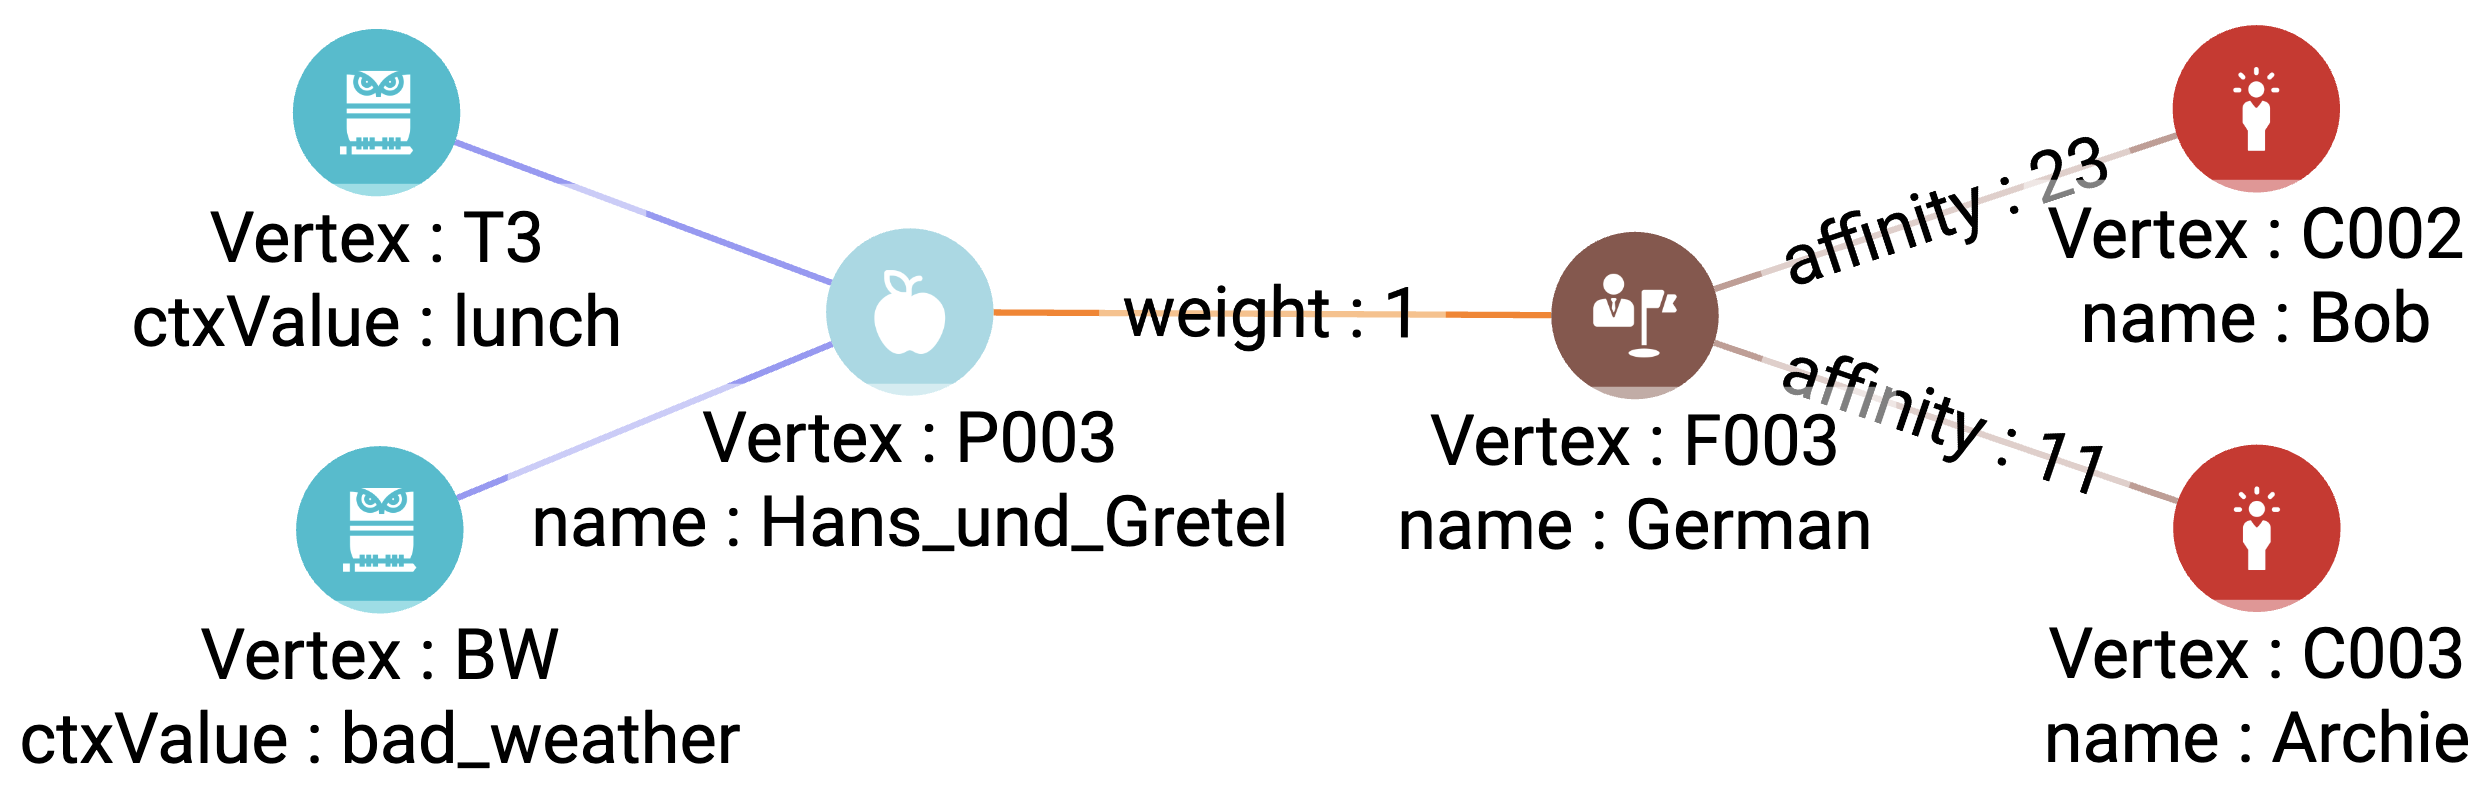 Vertex : T3
ctxValue : lunch
Vertex : BW
ctxValue : bad_weather
Vertex : P003
name : Hans_und_Gretel
weight : 1
Vertex : F003
name : German
affinity : 23
affinity : 11
Vertex : C002
name : Bob
Vertex : C003
name : Archie